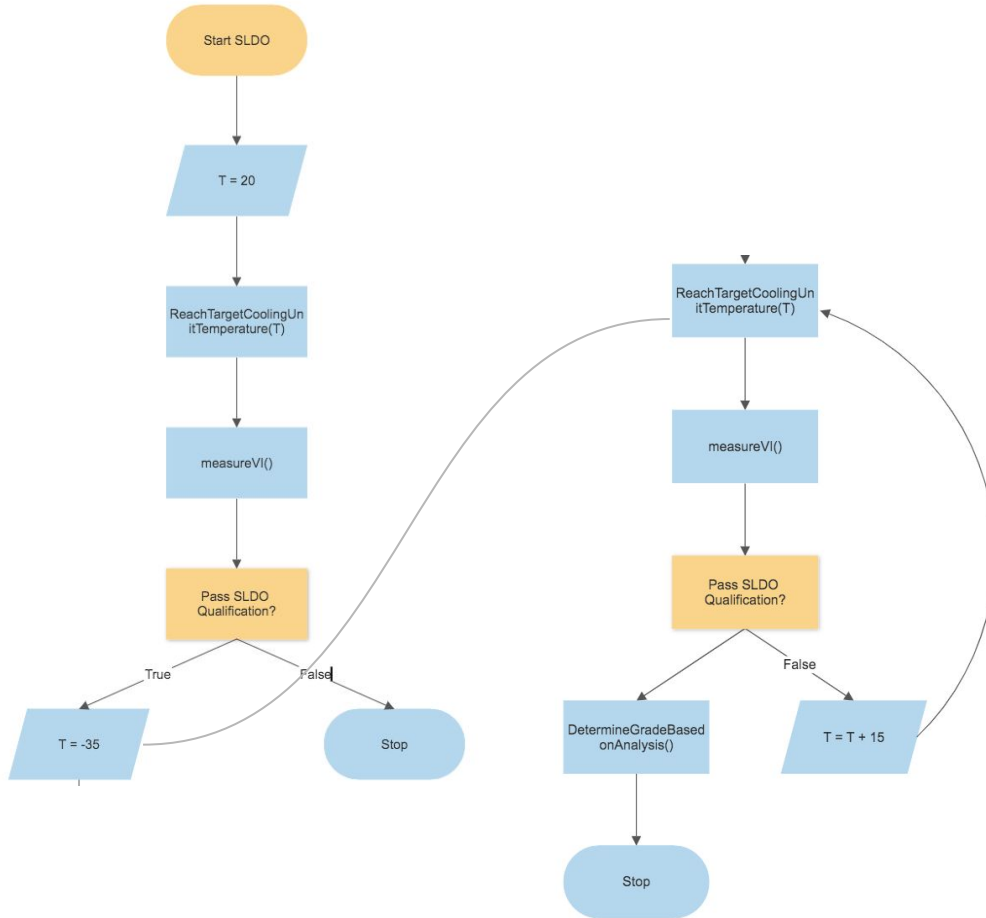 Start SLDO
T = 20
ReachTargetCoolingUn
itTemperature(T)
measureVI()
Pass SLDO
Qualification?
True
False
T = -35
Stop
ReachTargetCoolingUn
itTemperature(T)
measureVI()
Pass SLDO
Qualification?
False
DetermineGradeBased
onAnalysis()
T = T + 15
Stop